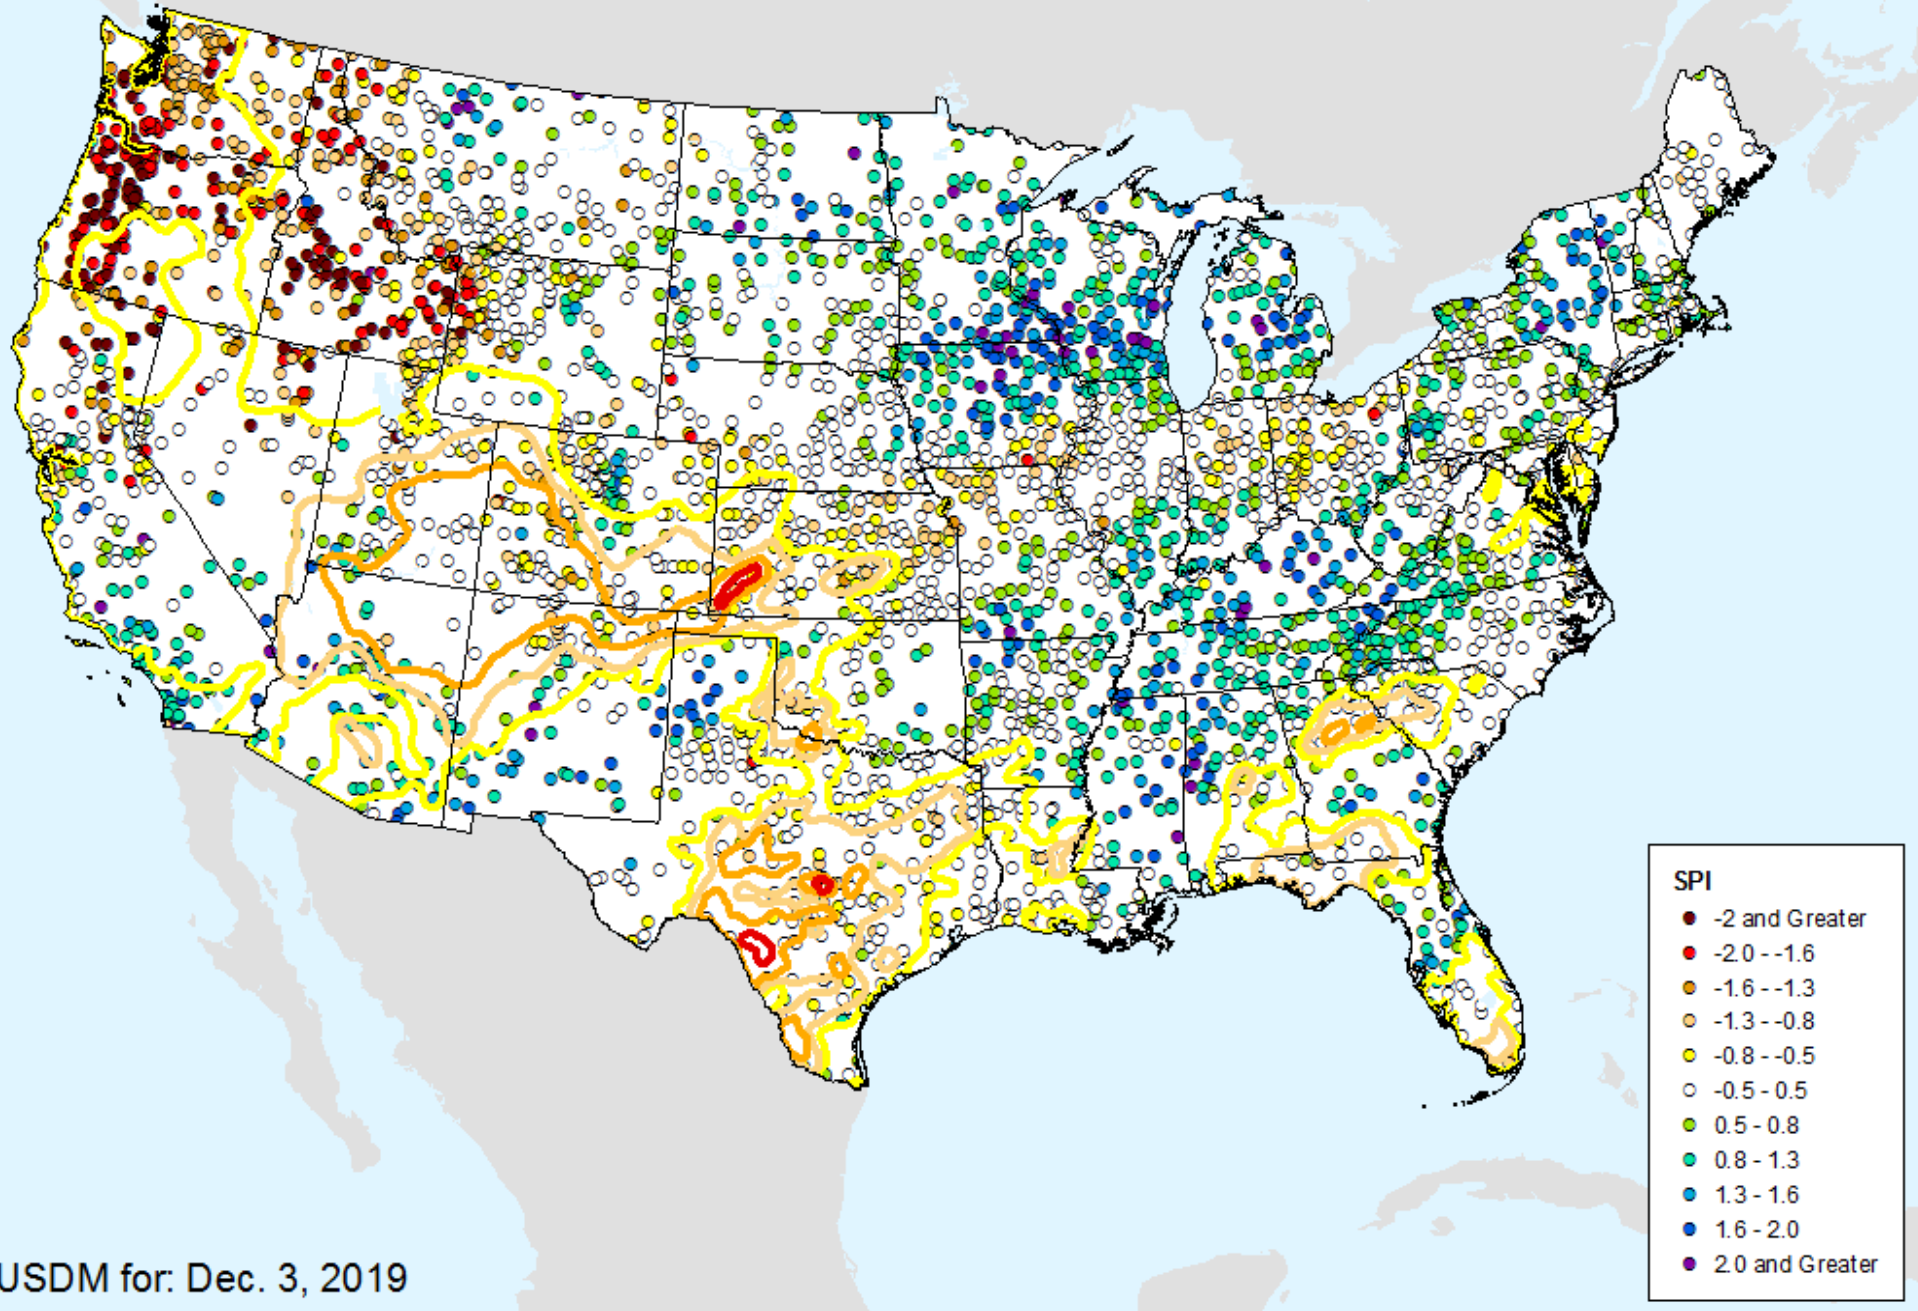 SPI
-2 and Greater
-2.0 - -1.6
-1.6 - -1.3
-1.3 - -0.8
-0.8 - -0.5
-0.5 - 0.5
0.5 - 0.8
0.8 - 1.3
1.3 - 1.6
1.6 - 2.0
2.0 and Greater
USDM for: Dec. 3, 2019